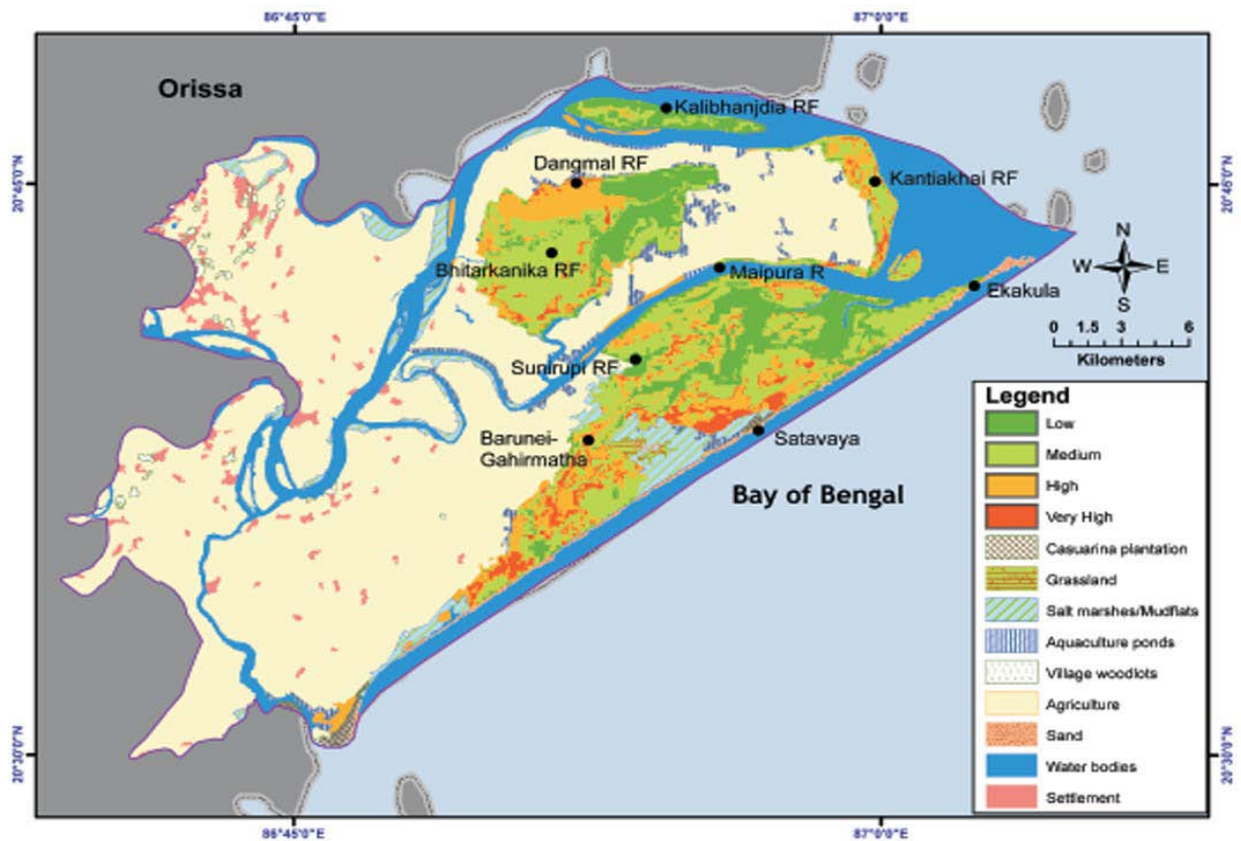 86°45'0"E
87°0'0"E
Orissa
Kalibhanjdia RF
Dangmal RF
Kantiakhai RF
20°45'0"N
20°45'0"N
Bhitarkanika RF
Maipura R
N
W
E
S
Ekakula
0 1.5 3 6
Kilometers
Sunirupi RF
Barunei-
Gahirmatha
Satavaya
Bay of Bengal
Legend
Low
Medium
High
Very High
Casuarina plantation
Grassland
Salt marshes/Mudflats
Aquaculture ponds
Village woodlots
Agriculture
Sand
Water bodies
Settlement
20°30'0"N
20°30'0"N
86°45'0"E
87°0'0"E